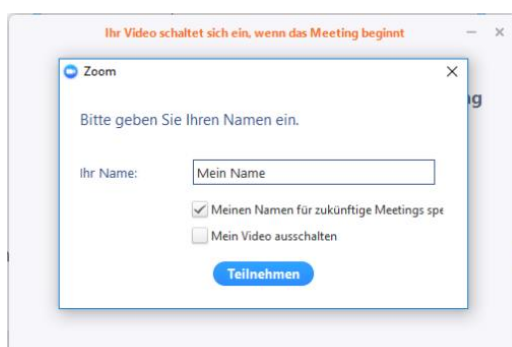 Ihr Video schaltet sich ein, wenn das Meeting beginnt
Zoom
Bitte geben Sie Ihren Namen ein.
Ihr Name:
Mein Name
Meinen Namen für zukünftige Meetings spe
Mein Video ausschalten
Teilnehmen